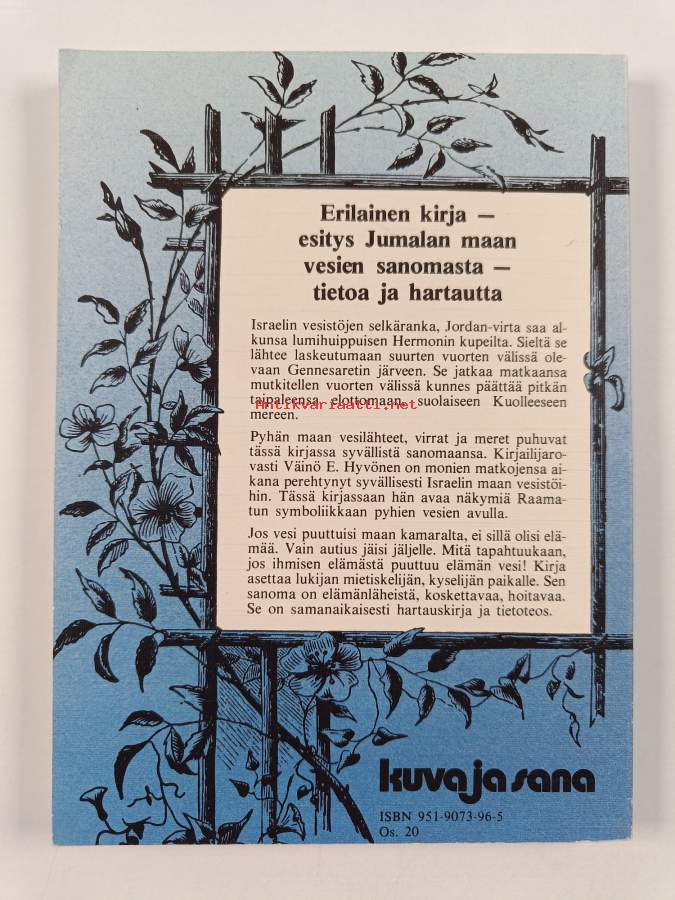 Erilainen kirja —
esitys Jumalan maan
vesien sanomasta —
tietoa ja hartautta
Israelin vesistöjen selkäranka, Jordan-virta saa al-
kunsa lumihuippuisen Hermonin kupeilta. Sieltä se
lähtee laskeutumaan suurten vuorten välissä ole-
vaan Gennesaretin järveen. Se jatkaa matkaansa
mutkitellen vuorten välissä kunnes päättää pitkän
taipaleensa elottomaan, suolaiseen Kuolleeseen
Antikvariaatti.net
mereen.
Pyhän maan vesilähteet, virrat ja meret puhuvat
tässä kirjassa syvällistä sanomaansa. Kirjailijaro-
vasti Väinö E. Hyvönen on monien matkojensa ai-
kana perehtynyt syvällisesti Israelin maan vesistöi-
hin. Tässä kirjassaan hän avaa näkymiä Raama-
tun symboliikkaan pyhien vesien avulla.
Jos vesi puuttuisi maan kamaralta, ei sillä olisi elä-
mää. Vain autius jäisi jäljelle. Mitä tapahtuukaan,
jos ihmisen elämästä puuttuu elämän vesi! Kirja
asettaa lukijan mietiskelijän, kyselijän paikalle. Sen
sanoma on elämänläheistä, koskettavaa, hoitavaa.
Se on samanaikaisesti hartauskirja ja tietoteos.
kuva ja sana
ISBN 951-9073-96-5
Os. 20